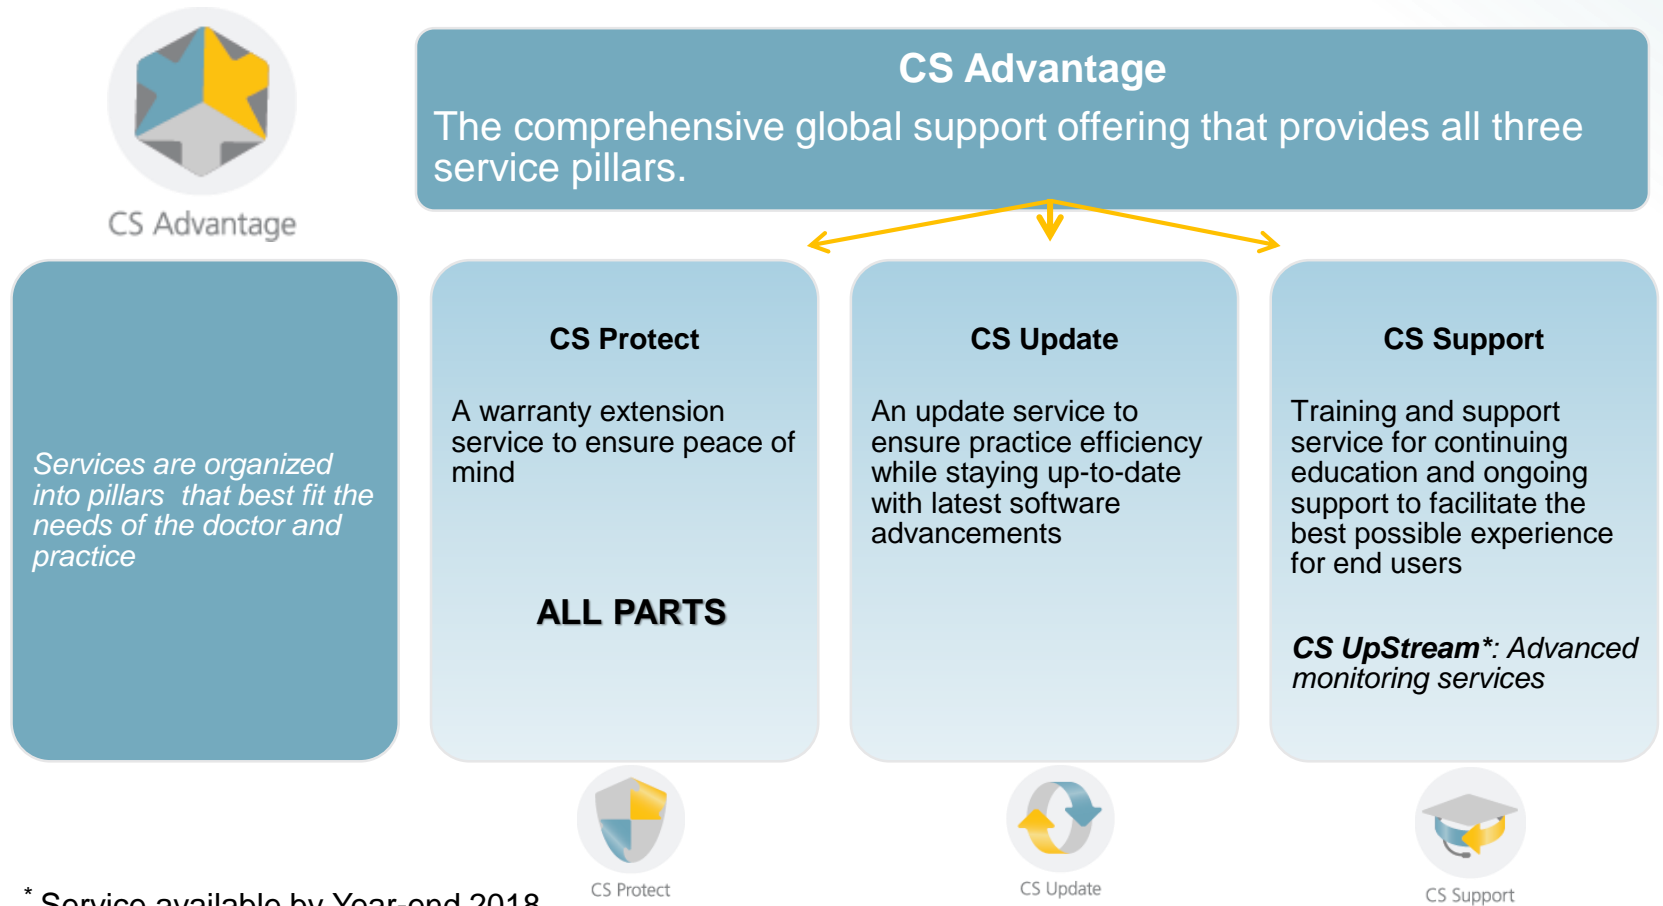 CS Advantage
CS Advantage
The comprehensive global support offering that provides all three
service pillars.
Services are organized
into pillars  that best fit the
needs of the doctor and
practice
CS Protect
A warranty extension
service to ensure peace of
mind
ALL PARTS
CS Update
An update service to
ensure practice efficiency
while staying up-to-date
with latest software
advancements
CS Support
Training and support
service for continuing
education and ongoing
support to facilitate the
best possible experience
for end users
CS UpStream*: Advanced
monitoring services
CS Protect
CS Update
CS Support
* Service available by Year-end 2018